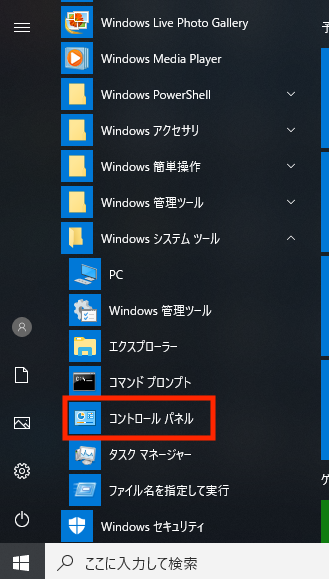 Windows Live Photo Gallery
Windows Media Player
Windows PowerShell
Windows アクセサリ
Windows 簡単操作
Windows 管理ツール
Windows システム ツール
PC
Windows 管理ツール
エクスプローラー
コマンド プロンプト
コントロール パネル
タスク マネージャー
ファイル名を指定して実行
Windows セキュリティ
ここに入力して検索